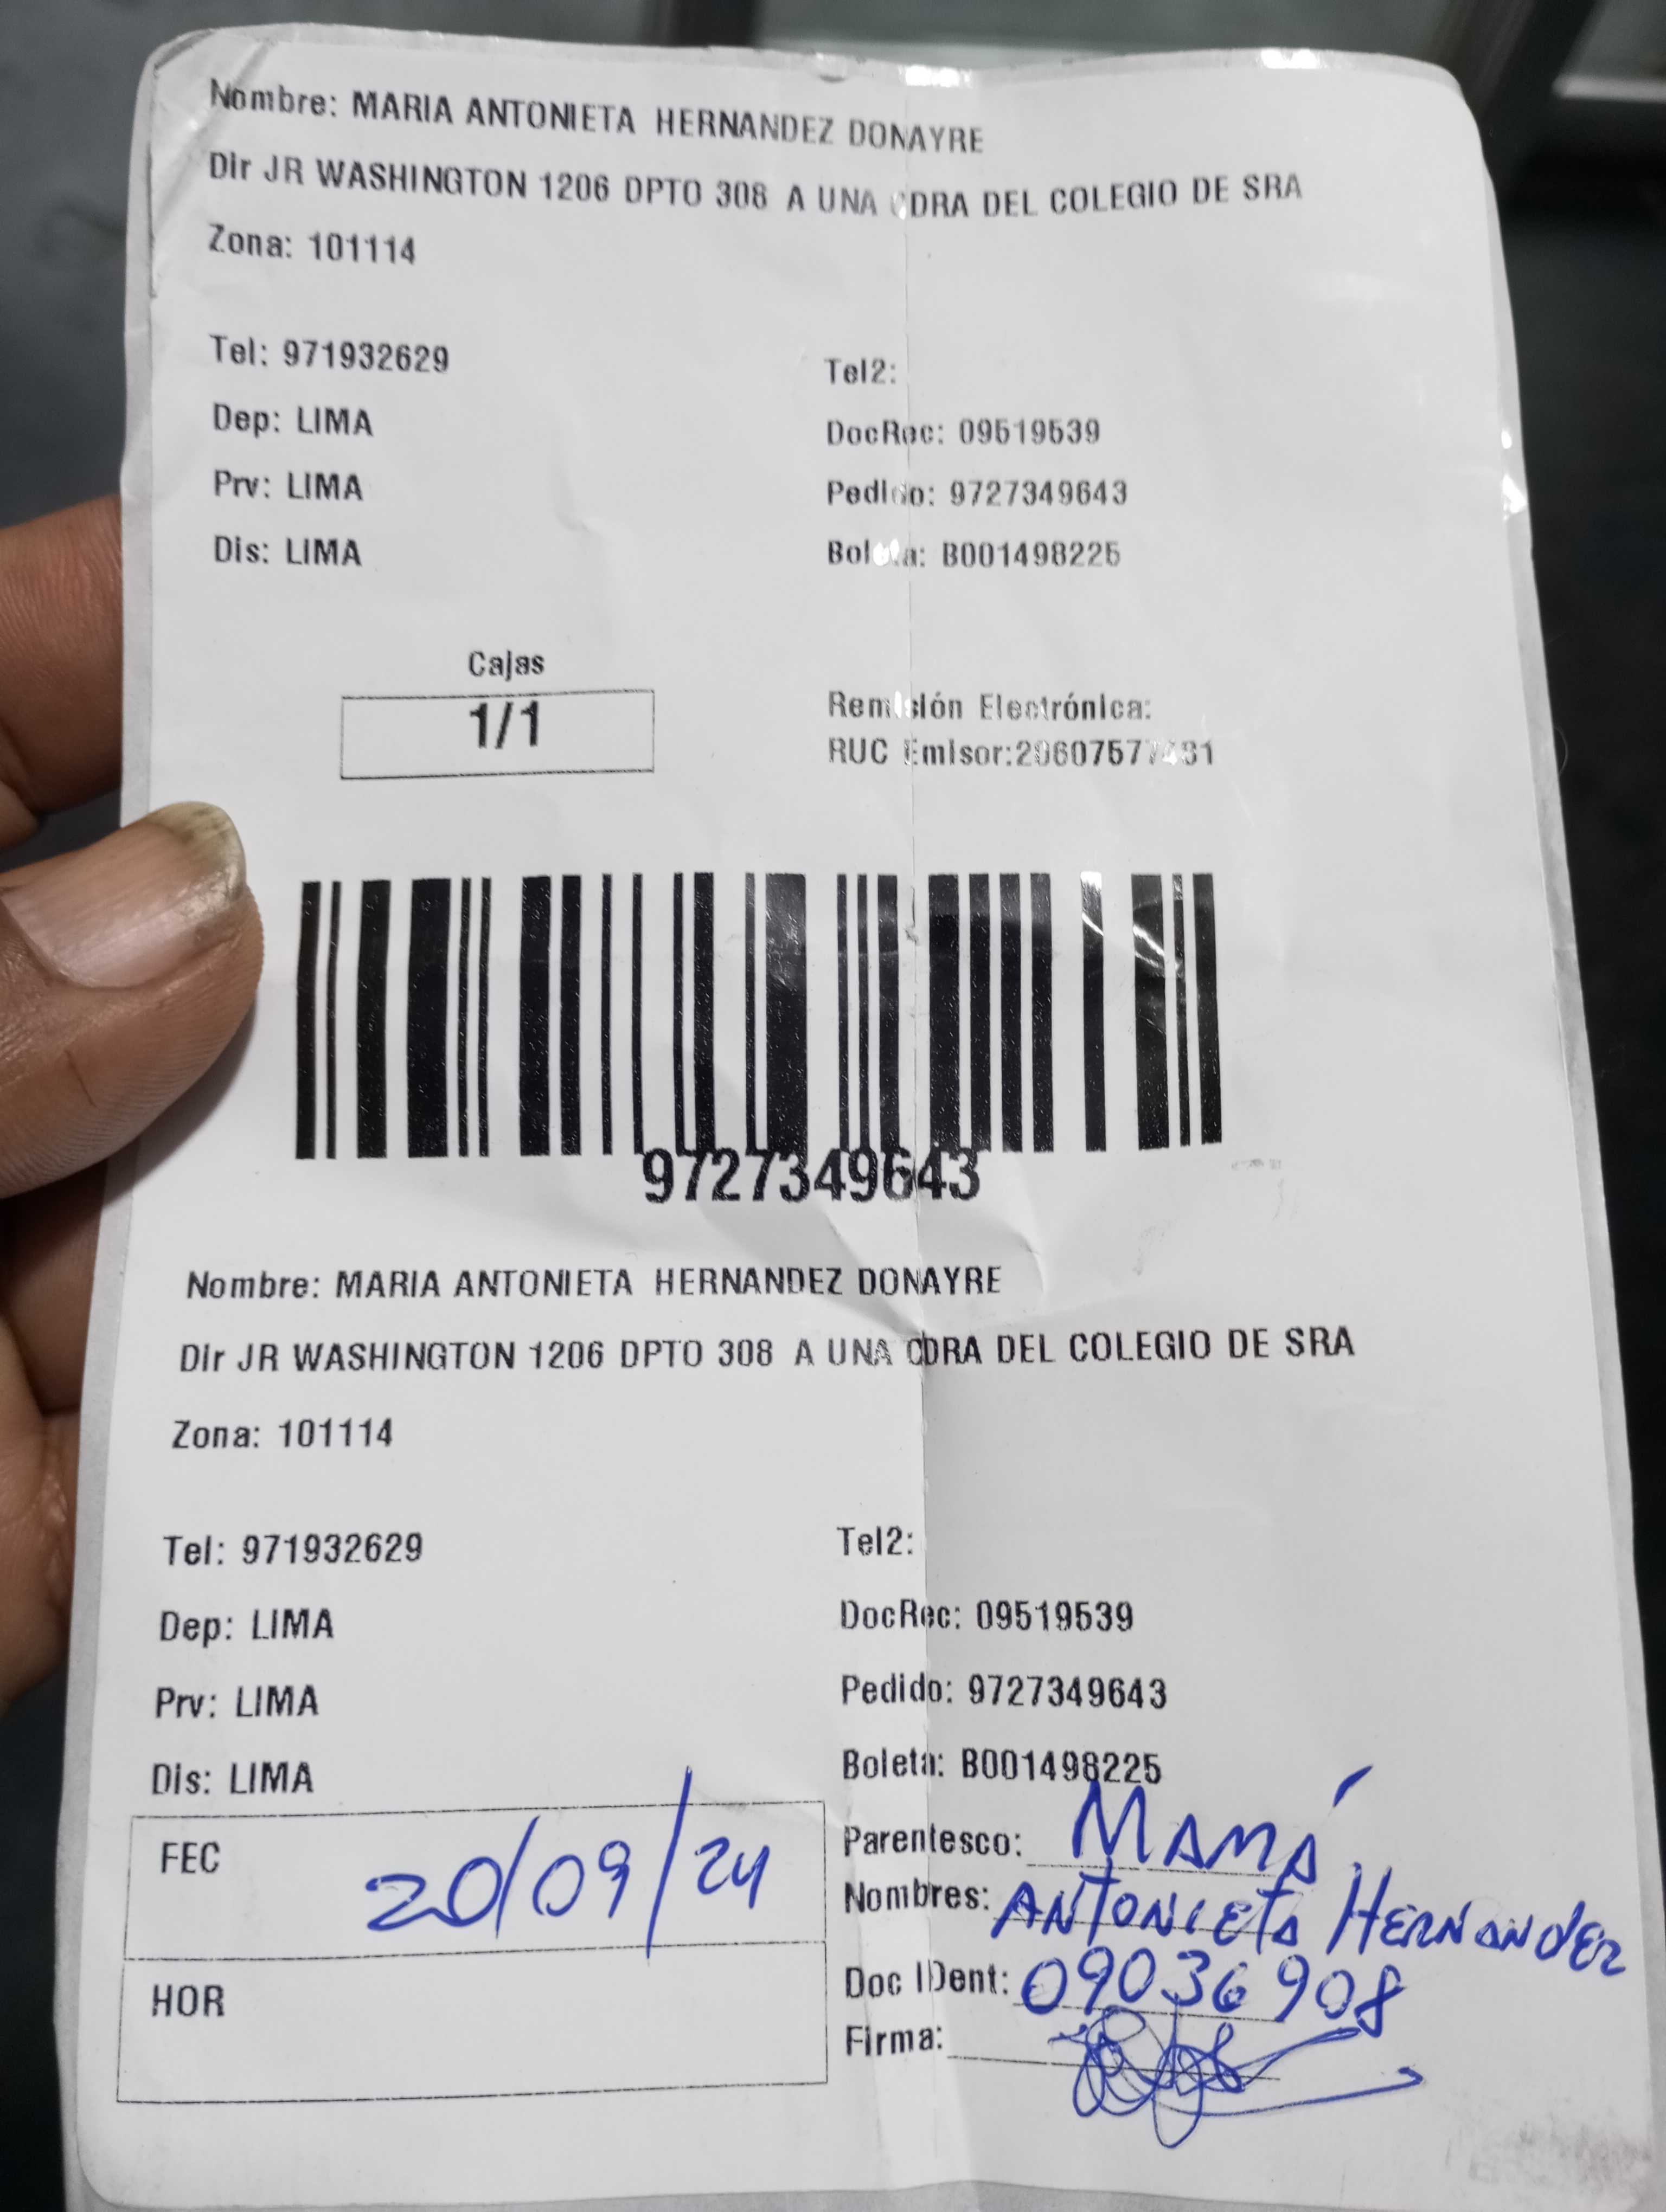 Nombre: MARIA ANTONIETA HERNANDEZ DONAYRE
Dir JR WASHINGTON 1206 DPTO 308 A UNA CDRA DEL COLEGIO DE SRA
Zona: 101114
Tel: 971932629 Tel2:
Dep: LIMA DocRec: 09519539
Prv: LIMA Pedido: 9727349643
Dis: LIMA Boleta: B001498225
Cajas
1/1
Remisión Electrónica:
RUC Emisor:
9727349643
Nombre: MARIA ANTONIETA HERNANDEZ DONAYRE
Dir JR WASHINGTON 1206 DPTO 308 A UNA CDRA DEL COLEGIO DE SRA
Zona: 101114
Tel: 971932629 Tel2:
Dep: LIMA DocRec: 09519539
Prv: LIMA Pedido: 9727349643
Dis: LIMA Boleta: B001498225
FEC 20/09/24
HOR
Parentesco: MAMÁ
Nombres: ANTONIETA HERNANDEZ
Doc IDent: 09036908
Firma: